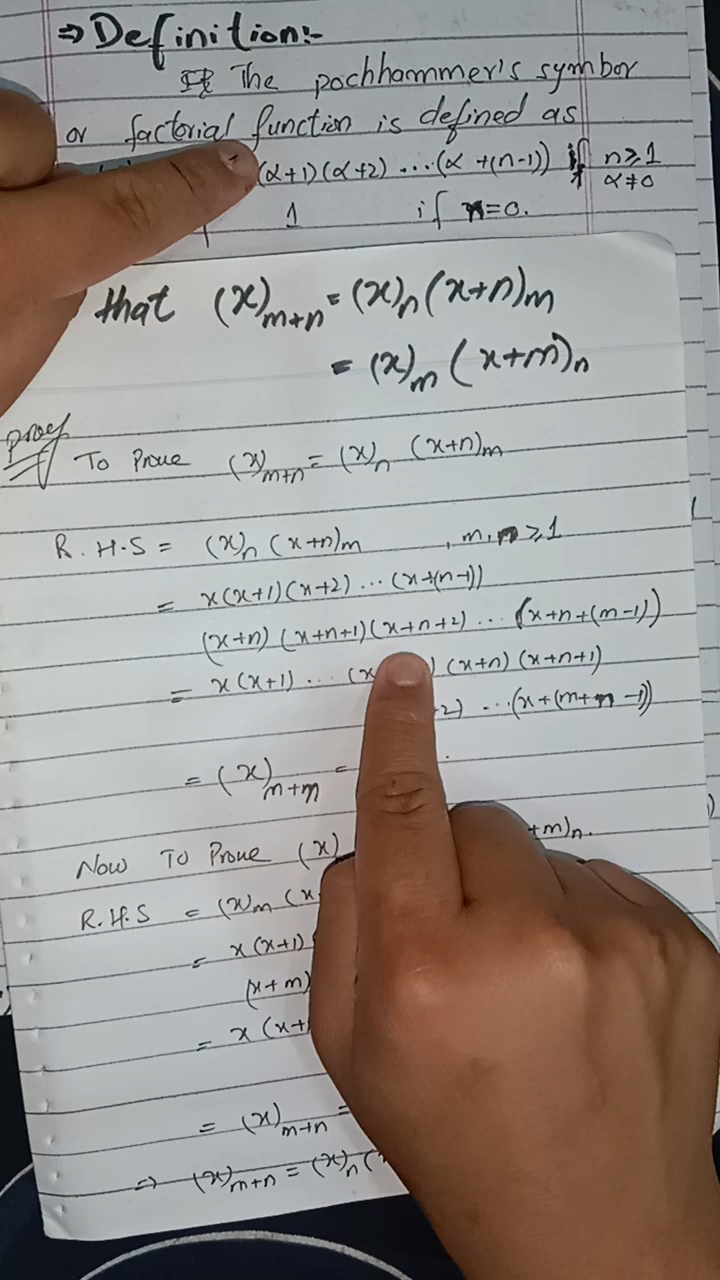 ⇒ Definition:-
The pochhammer's symbol
or factorial function is defined as
(α+1)(α+2) ...(α+(n-1)) if n≥1
α≠0
1 if n=0.
that (x)m+n = (x)n (x+n)m
= (x)m (x+m)n
Proof
To Prove (x)m+n = (x)n (x+n)m
R.H.S = (x)n (x+n)m , m,n ≥1
= x(x+1)(x+2) ... (x+(n-1))
(x+n) (x+n+1)(x+n+2) ... (x+n+(m-1))
= x(x+1) ... (x ) (x+n) (x+n+1)
2) ...(x+(m+n-1))
= (x)m+n =
Now To Prove (x) +m)n.
R.H.S = (x)m (x
= x(x+1)
(x+m)
= x(x+
= (x)m+n =
⇒ (x)m+n = (x)n (